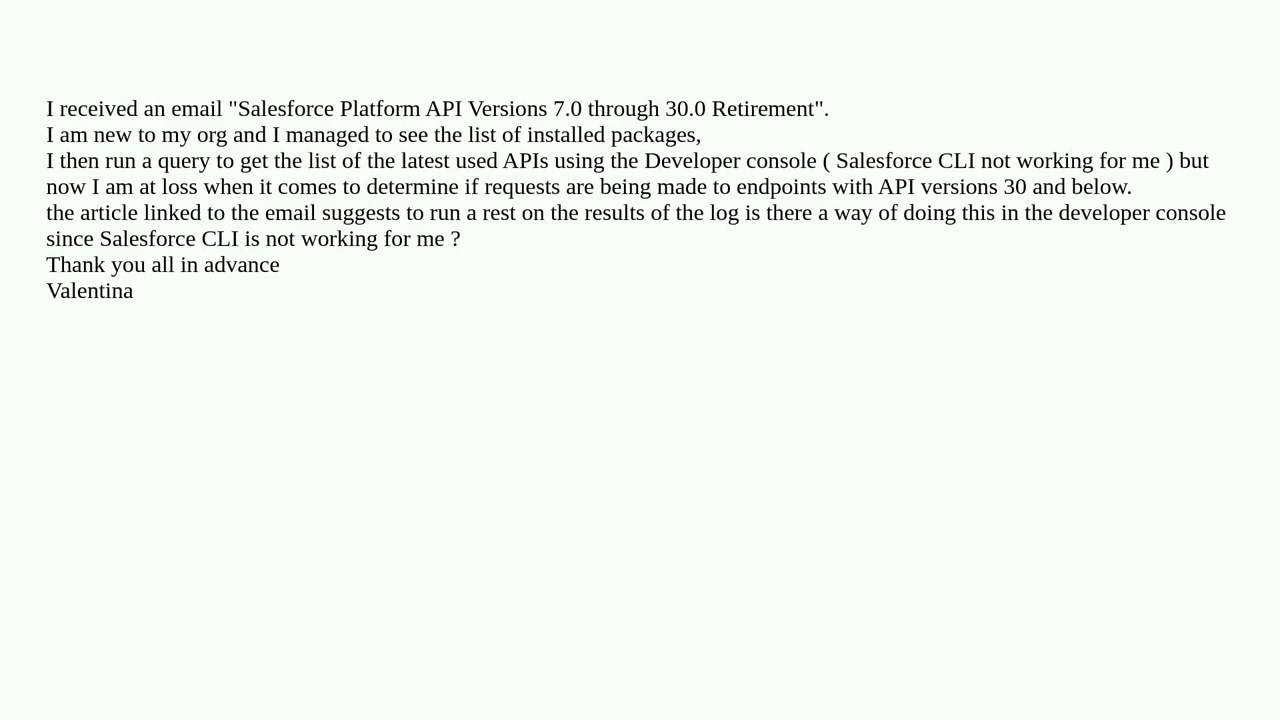 I received an email "Salesforce Platform API Versions 7.0 through 30.0 Retirement".
I am new to my org and I managed to see the list of installed packages,
I then run a query to get the list of the latest used APIs using the Developer console ( Salesforce CLI not working for me ) but
now I am at loss when it comes to determine if requests are being made to endpoints with API versions 30 and below.
the article linked to the email suggests to run a rest on the results of the log is there a way of doing this in the developer console
since Salesforce CLI is not working for me ?
Thank you all in advance
Valentina